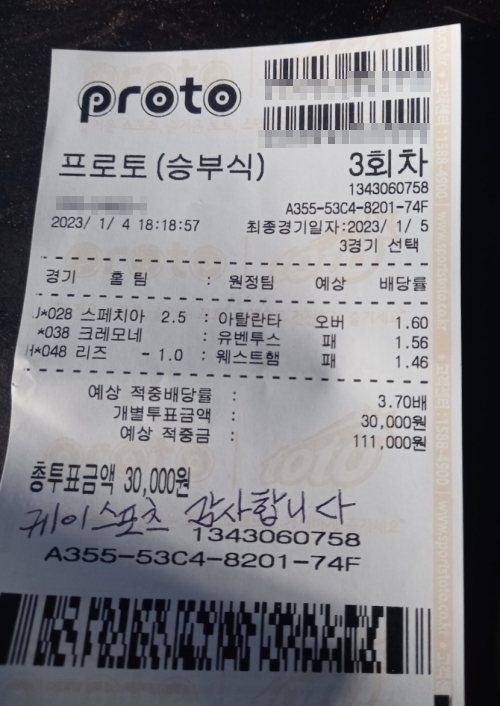 proto
프로토(승부식) 3회차
1343060758
A355-53C4-8201-74F
2023/ 1/ 4 18:18:57 최종경기일자:2023/ 1/ 5
3경기 선택
경기 홈팀 : 원정팀 예상 배당률
*028 스페치아 2.5 : 아탈란타 오버 1.60
*038 크레모네 : 유벤투스 패 1.56
H*048 리즈 -1.0 : 웨스트햄 패 1.46
예상 적중배당률 : 3.70배
개별투표금액 : 30,000원
예상 적중금 : 111,000원
총투표금액 30,000원
케이스포츠 감사합니다
1343060758
A355-53C4-8201-74F